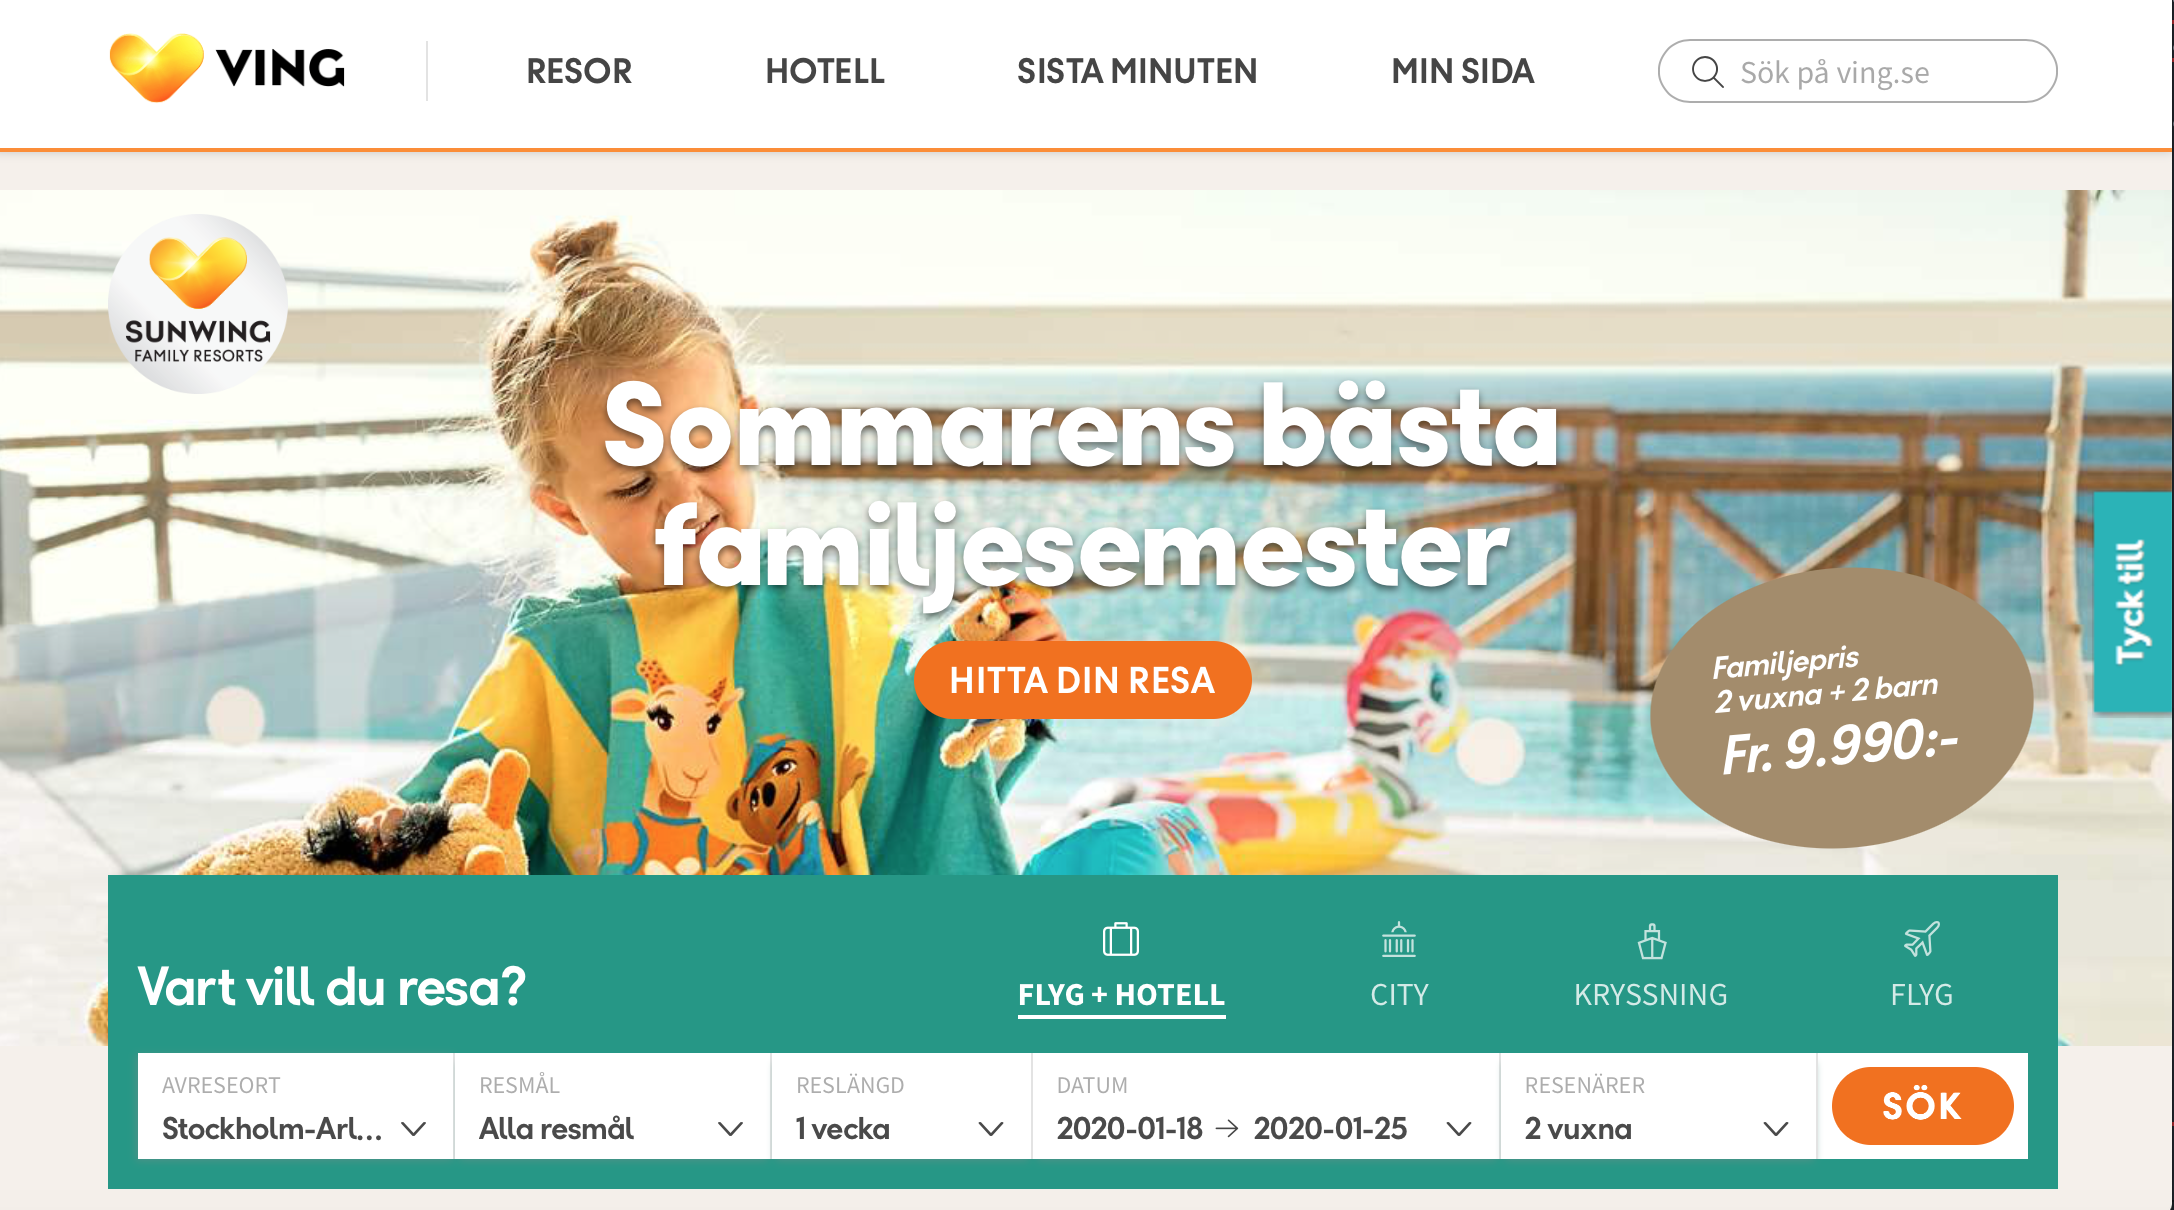 VING
RESOR
HOTELL
SISTA MINUTEN
MIN SIDA
Sök på ving.se
SUNWING
FAMILY RESORTS
Sommarens bästa
familjesemester
HITTA DIN RESA
Familjepris
2 vuxna + 2 barn
Fr. 9.990:-
Tyck till
Vart vill du resa?
FLYG + HOTELL
CITY
KRYSSNING
FLYG
AVRESEORT
Stockholm-Arl...
RESMÅL
Alla resmål
RESLÄNGD
1 vecka
DATUM
2020-01-18 → 2020-01-25
RESENÄRER
2 vuxna
SÖK